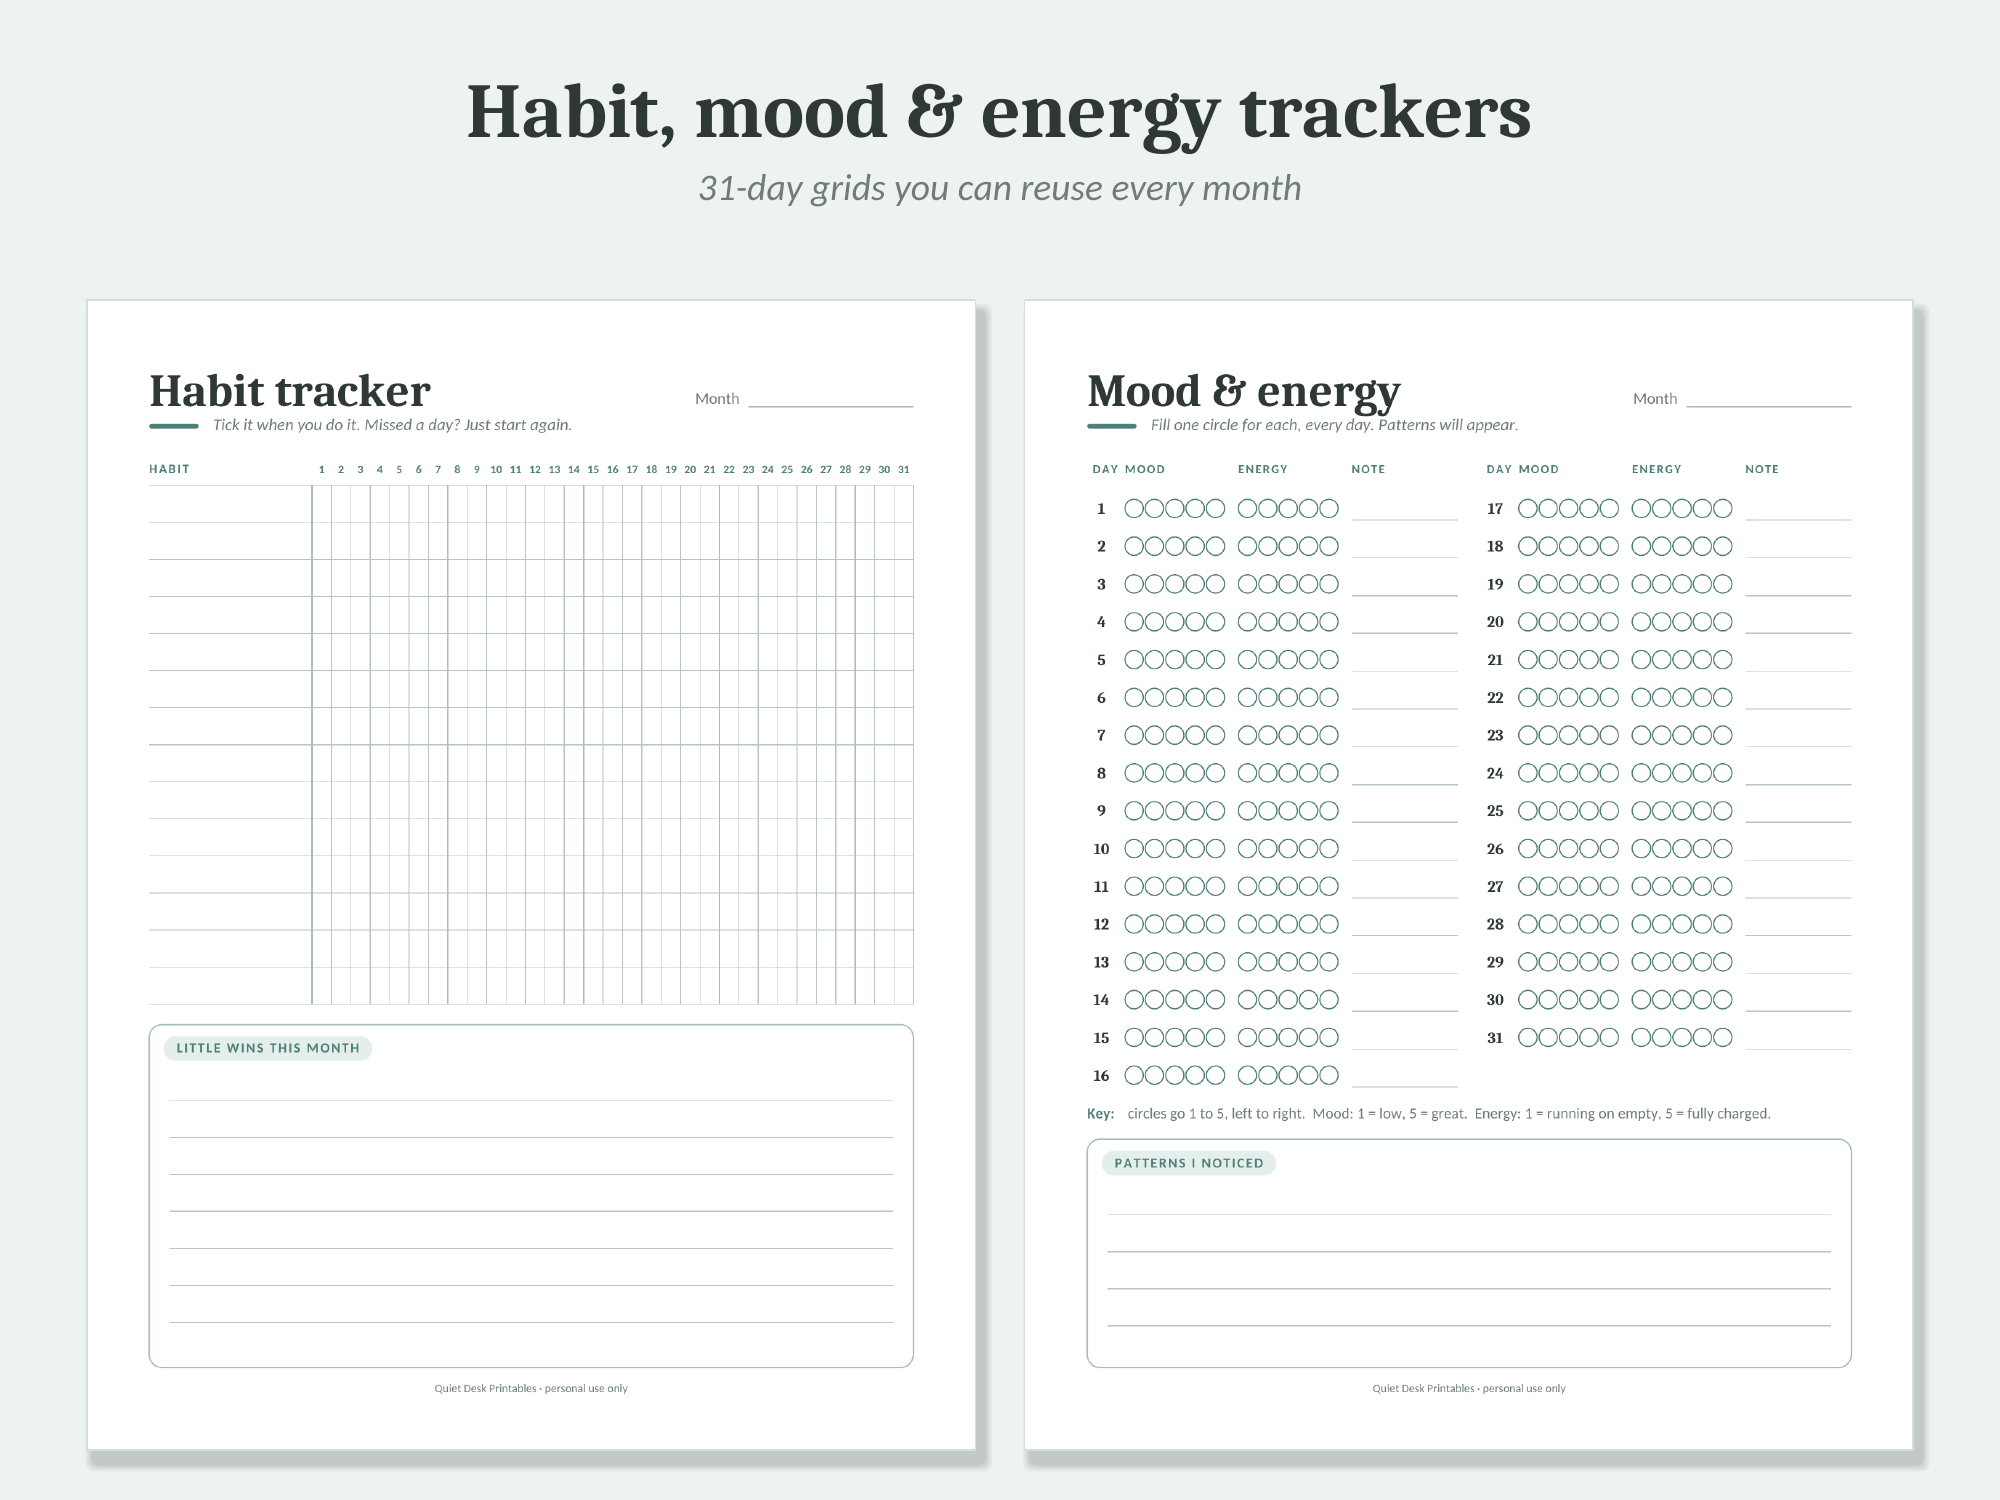 Habit, mood & energy trackers
31-day grids you can reuse every month
Habit tracker
Month
Tick it when you do it. Missed a day? Just start again.
HABIT 1 2 3 4 5 6 7 8 9 10 11 12 13 14 15 16 17 18 19 20 21 22 23 24 25 26 27 28 29 30 31
LITTLE WINS THIS MONTH
Quiet Desk Printables · personal use only
Mood & energy
Month
Fill one circle for each, every day. Patterns will appear.
DAY MOOD ENERGY NOTE DAY MOOD ENERGY NOTE
1 17
2 18
3 19
4 20
5 21
6 22
7 23
8 24
9 25
10 26
11 27
12 28
13 29
14 30
15 31
16
Key: circles go 1 to 5, left to right. Mood: 1 = low, 5 = great. Energy: 1 = running on empty, 5 = fully charged.
PATTERNS I NOTICED
Quiet Desk Printables · personal use only